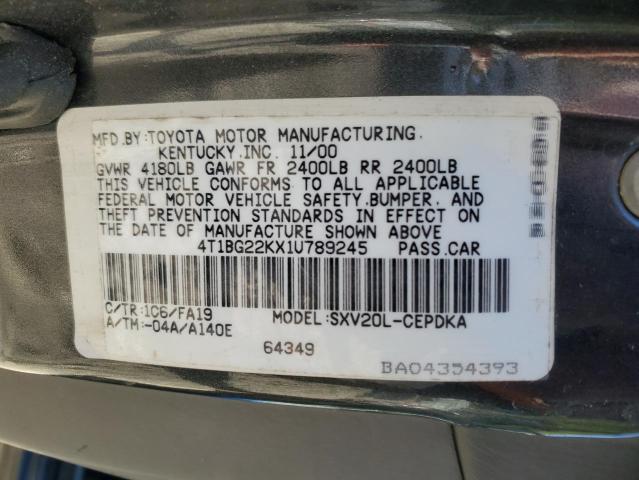 MFD.BY:TOYOTA MOTOR MANUFACTURING.
KENTUCKY.INC. 11/00
GVWR 4180LB GAWR FR 2400LB RR 2400LB
THIS VEHICLE CONFORMS TO ALL APPLICABLE
FEDERAL MOTOR VEHICLE SAFETY.BUMPER. AND
THEFT PREVENTION STANDARDS IN EFFECT ON
THE DATE OF MANUFACTURE SHOWN ABOVE
4T1BG22KX1U789245 PASS.CAR
C/TR:1C6/FA19 MODEL:SXV20L-CEPDKA
A/TM:-04A/A140E
64349
BA04354393